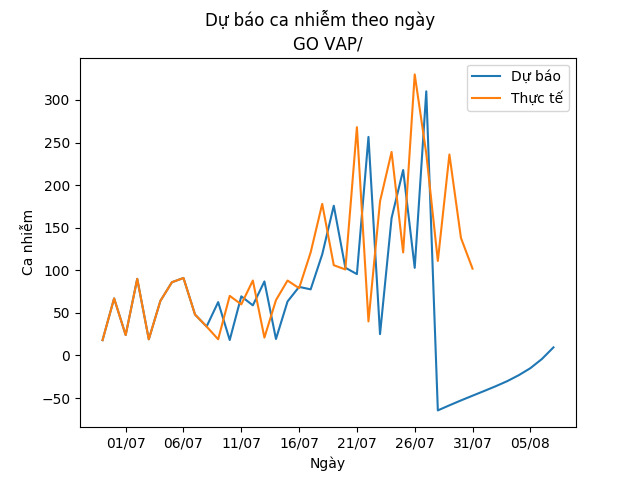 Dự báo ca nhiễm theo ngày
GO VAP/
Dự báo
Thực tế
Ca nhiễm
300
250
200
150
100
50
0
−50
01/07 06/07 11/07 16/07 21/07 26/07 31/07 05/08
Ngày